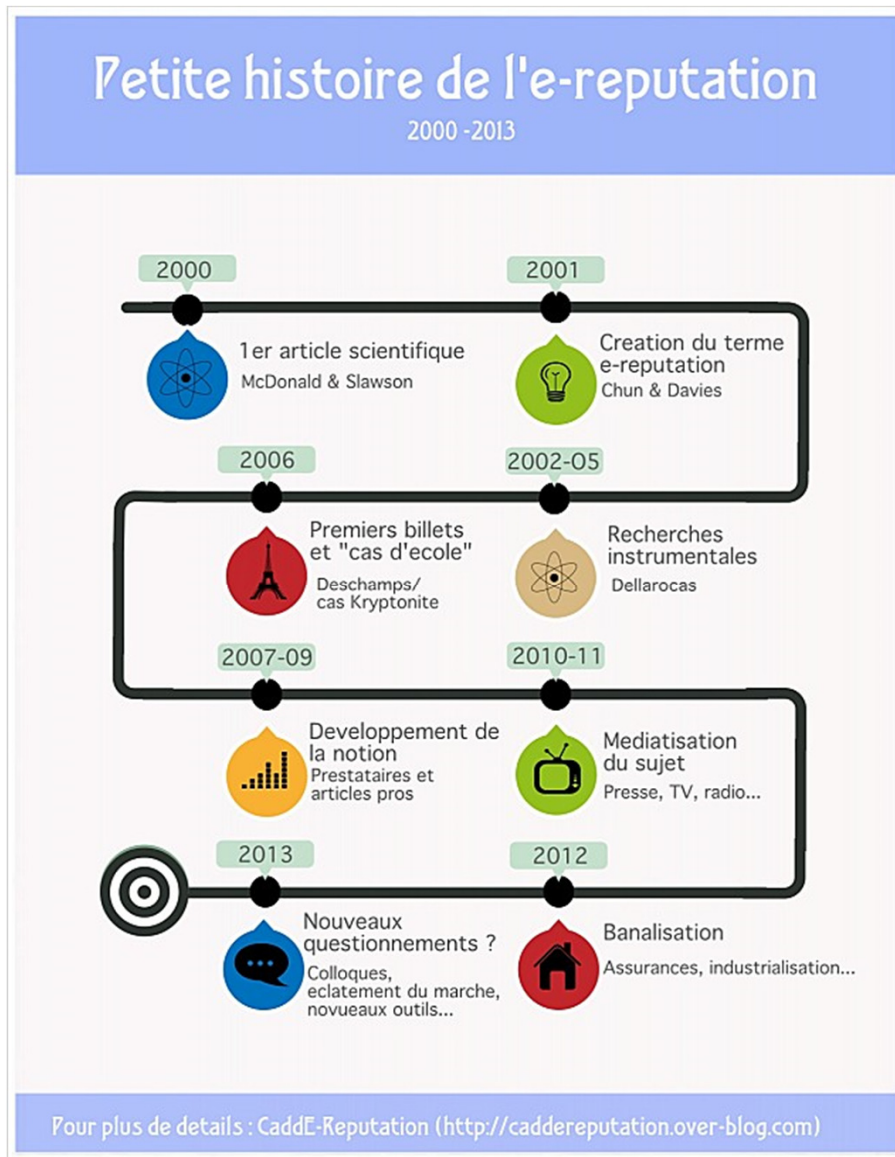 Petite histoire de l'e-reputation
2000 -2013
2000
1er article scientifique
McDonald & Slawson
2001
Creation du terme
e-reputation
Chun & Davies
2002-05
Recherches
instrumentales
Dellarocas
2006
Premiers billets
et "cas d'ecole"
Deschamps/
cas Kryptonite
2007-09
Developpement de
la notion
Prestataires et
articles pros
2010-11
Mediatisation
du sujet
Presse, TV, radio...
2012
Banalisation
Assurances, industrialisation...
2013
Nouveaux
questionnements ?
Colloques,
eclatement du marche,
novueaux outils...
Pour plus de details : CaddE-Reputation (http://caddereputation.over-blog.com)